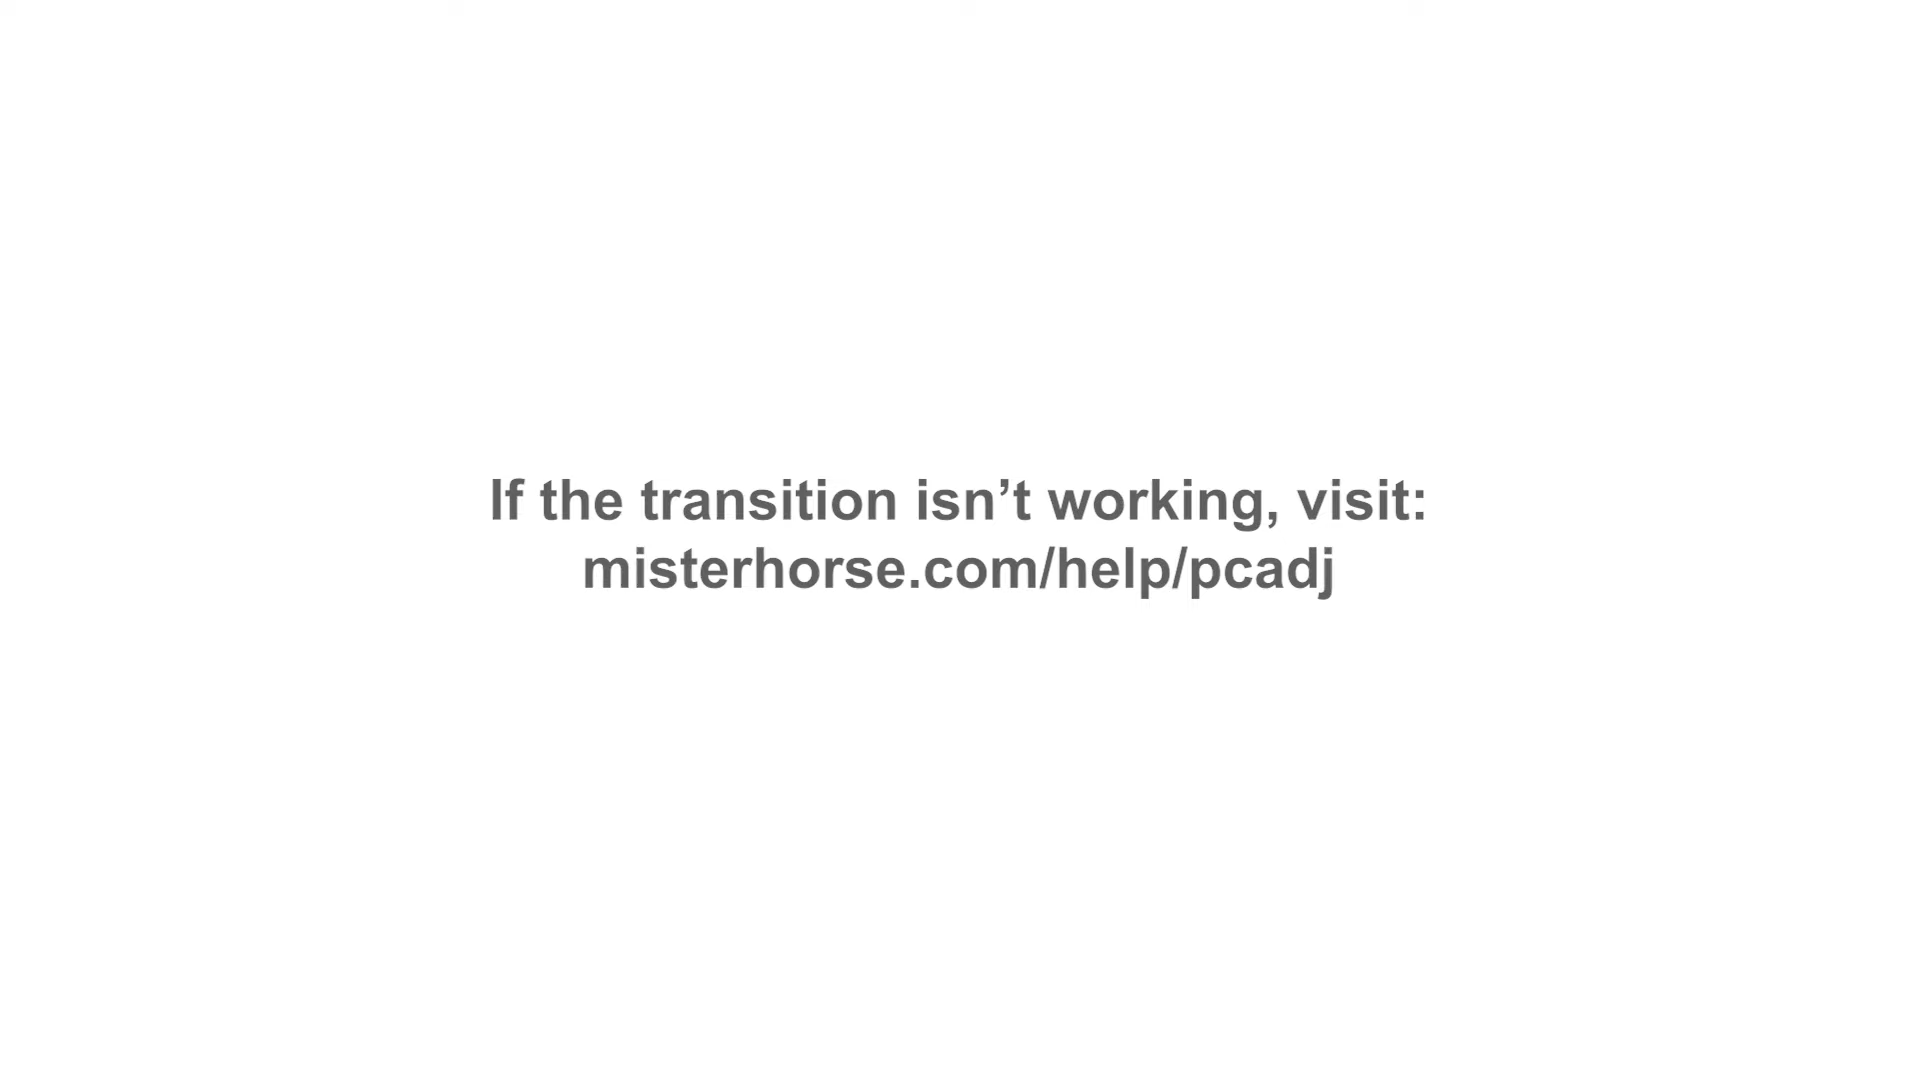 If the transition isn’t working, visit:
misterhorse.com/help/pcadj